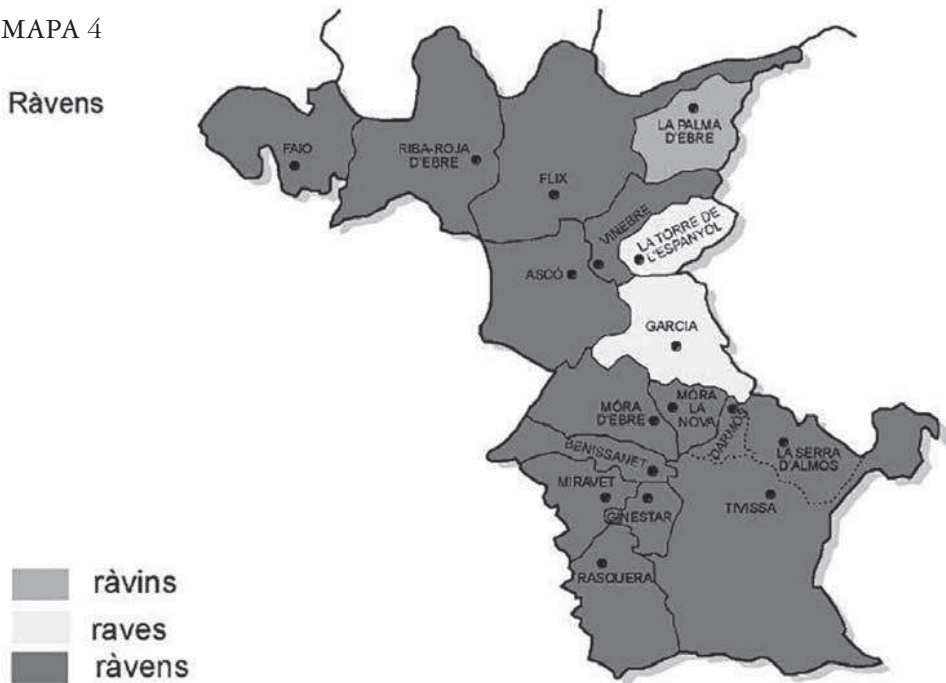 MAPA 4
Ràvens
LA PALMA
D'EBRE
FAIO
RIBA-ROJA
D'EBRE
FLIX
VINEBRE
LA TORRE DE
L'ESPANYOL
ASCÓ
GARCIA
MÓRA
LA
NOVA
MÓRA
D'EBRE
DARMÓS
LA SERRA
D'ALMOS
BENISSANET
MIRAVET
GINESTAR
TIVISSA
RASQUERA
ràvins
raves
ràvens